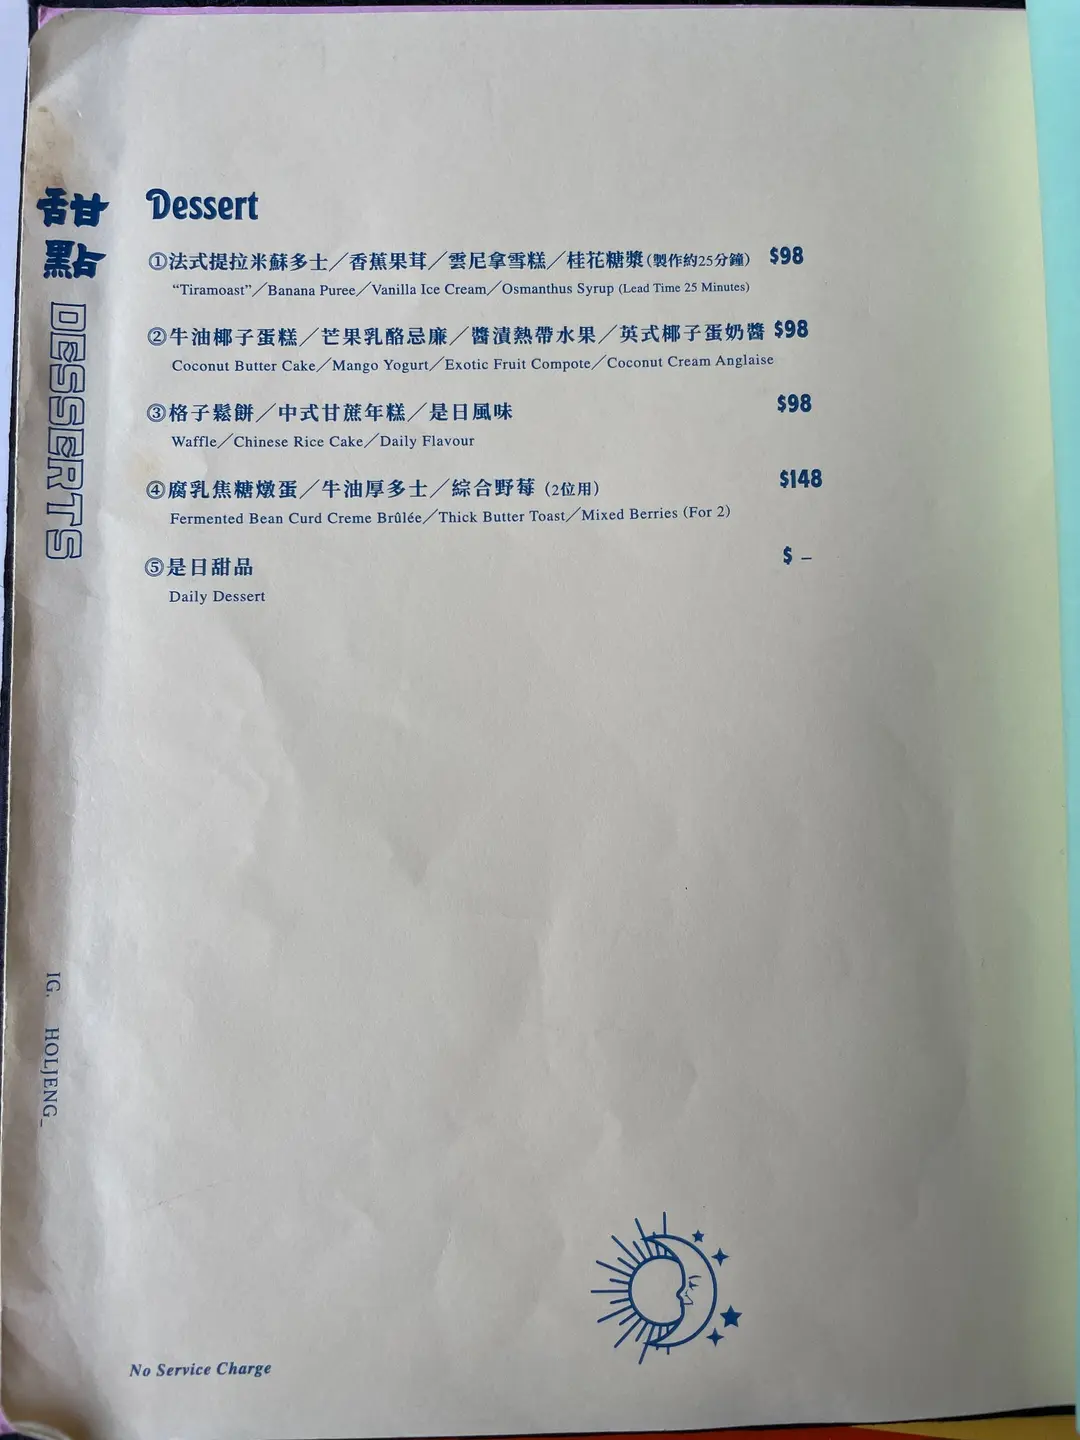 甜點 DESSERTS
Dessert
①法式提拉米蘇多士／香蕉果茸／雲尼拿雪糕／桂花糖漿(製作約25分鐘) $98
“Tiramoast”／Banana Puree／Vanilla Ice Cream／Osmanthus Syrup (Lead Time 25 Minutes)
②牛油椰子蛋糕／芒果乳酪忌廉／醬漬熱帶水果／英式椰子蛋奶醬 $98
Coconut Butter Cake／Mango Yogurt／Exotic Fruit Compote／Coconut Cream Anglaise
③格子鬆餅／中式甘蔗年糕／是日風味 $98
Waffle／Chinese Rice Cake／Daily Flavour
④腐乳焦糖燉蛋／牛油厚多士／綜合野莓 (2位用) $148
Fermented Bean Curd Creme Brûlée／Thick Butter Toast／Mixed Berries (For 2)
⑤是日甜品 $ –
Daily Dessert
IG. HOLJENG_
No Service Charge